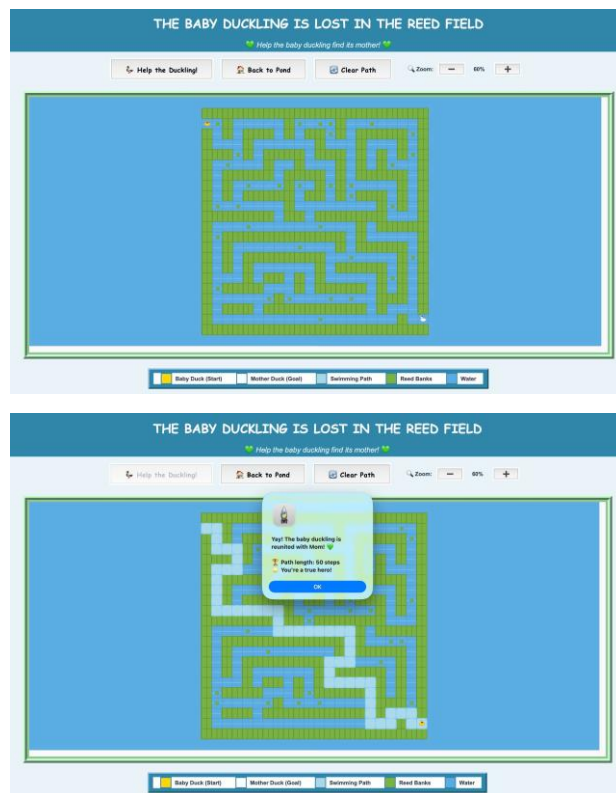 THE BABY DUCKLING IS LOST IN THE REED FIELD
💚 Help the baby duckling find its mother! 💚
Help the Duckling! Back to Pond Clear Path Zoom: − 60% +
Baby Duck (Start) Mother Duck (Goal) Swimming Path Reed Banks Water
THE BABY DUCKLING IS LOST IN THE REED FIELD
💚 Help the baby duckling find its mother! 💚
Help the Duckling! Back to Pond Clear Path Zoom: − 60% +
Yay! The baby duckling is
reunited with Mom! 💚
🏆 Path length: 50 steps
You're a true hero!
OK
Baby Duck (Start) Mother Duck (Goal) Swimming Path Reed Banks Water